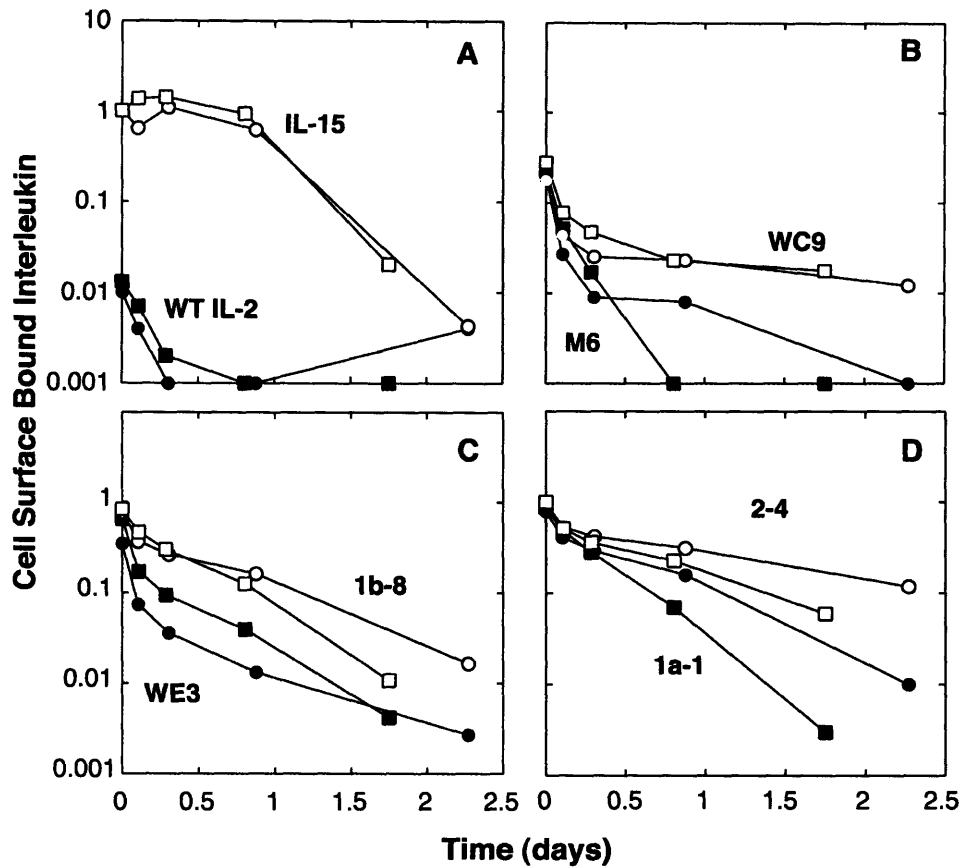 A
B
10
1
0.1
0.01
0.001
IL-15
WT IL-2
WC9
M6
C
D
1
0.1
0.01
0.001
1b-8
WE3
2-4
1a-1
0 0.5 1 1.5 2 2.5
0 0.5 1 1.5 2 2.5
Cell Surface Bound Interleukin
Time (days)